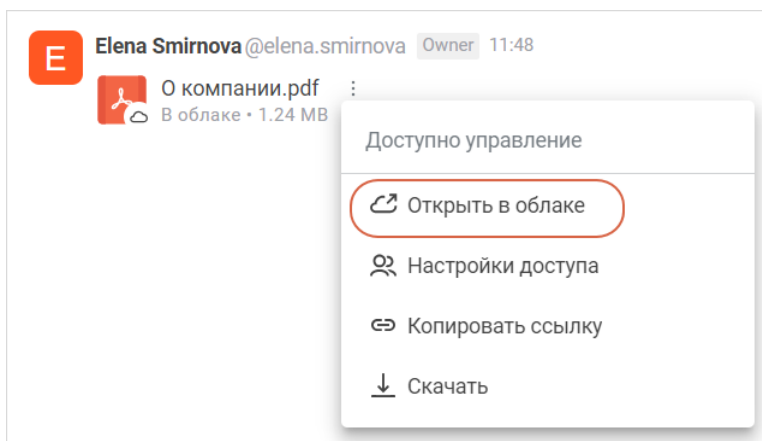 E
Elena Smirnova @elena.smirnova Owner 11:48
О компании.pdf
В облаке • 1.24 MB
Доступно управление
Открыть в облаке
Настройки доступа
Копировать ссылку
Скачать